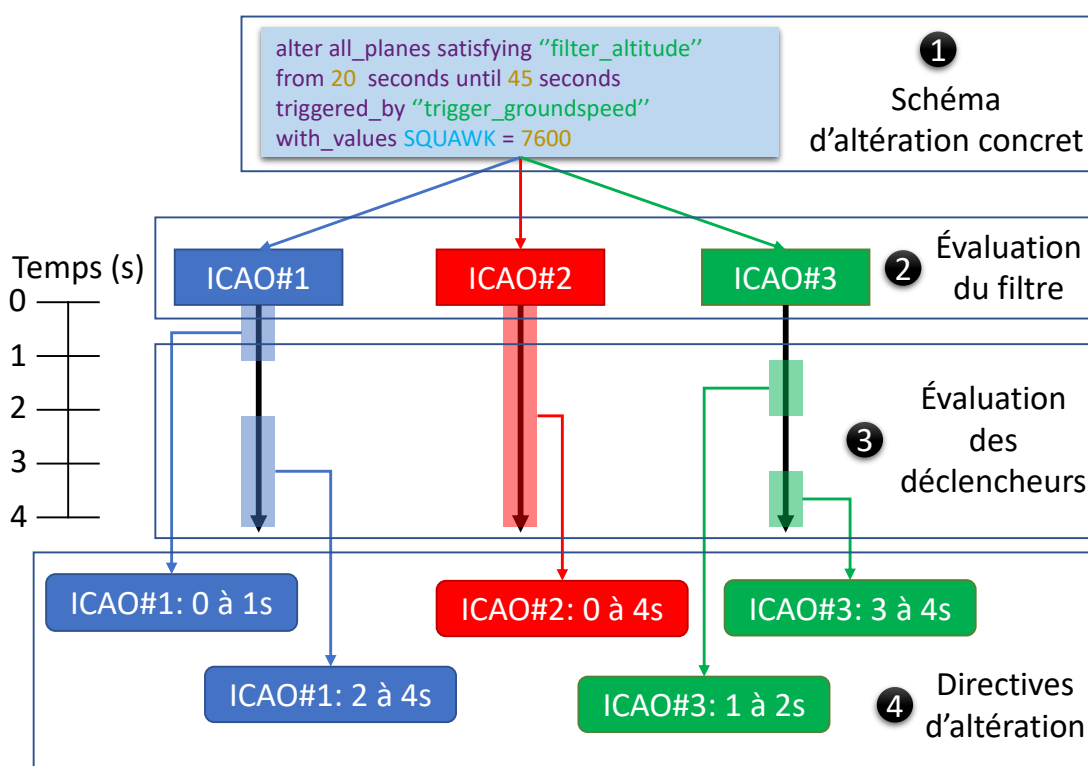 alter all_planes satisfying ‘‘filter_altitude’’
from 20 seconds until 45 seconds
triggered_by ‘‘trigger_groundspeed’’
with_values SQUAWK = 7600
1
Schéma
d’altération concret
Temps (s)
0
1
2
3
4
ICAO#1
ICAO#2
ICAO#3
2
Évaluation
du filtre
3
Évaluation
des
déclencheurs
ICAO#1: 0 à 1s
ICAO#2: 0 à 4s
ICAO#3: 3 à 4s
ICAO#1: 2 à 4s
ICAO#3: 1 à 2s
4
Directives
d’altération